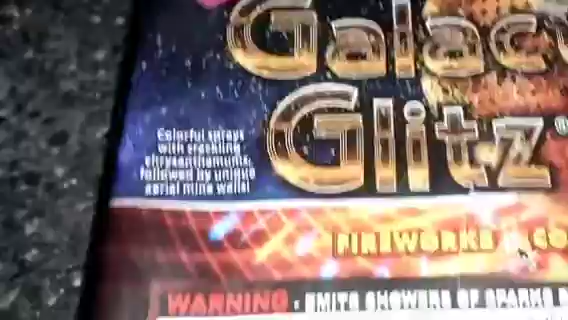 Galact
Glitz®
Colorful sprays
with crackling
chrysanthemums,
followed by unique
aerial mine walls!
FIREWORKS
WARNING - EMITS SHOWERS OF SPARKS